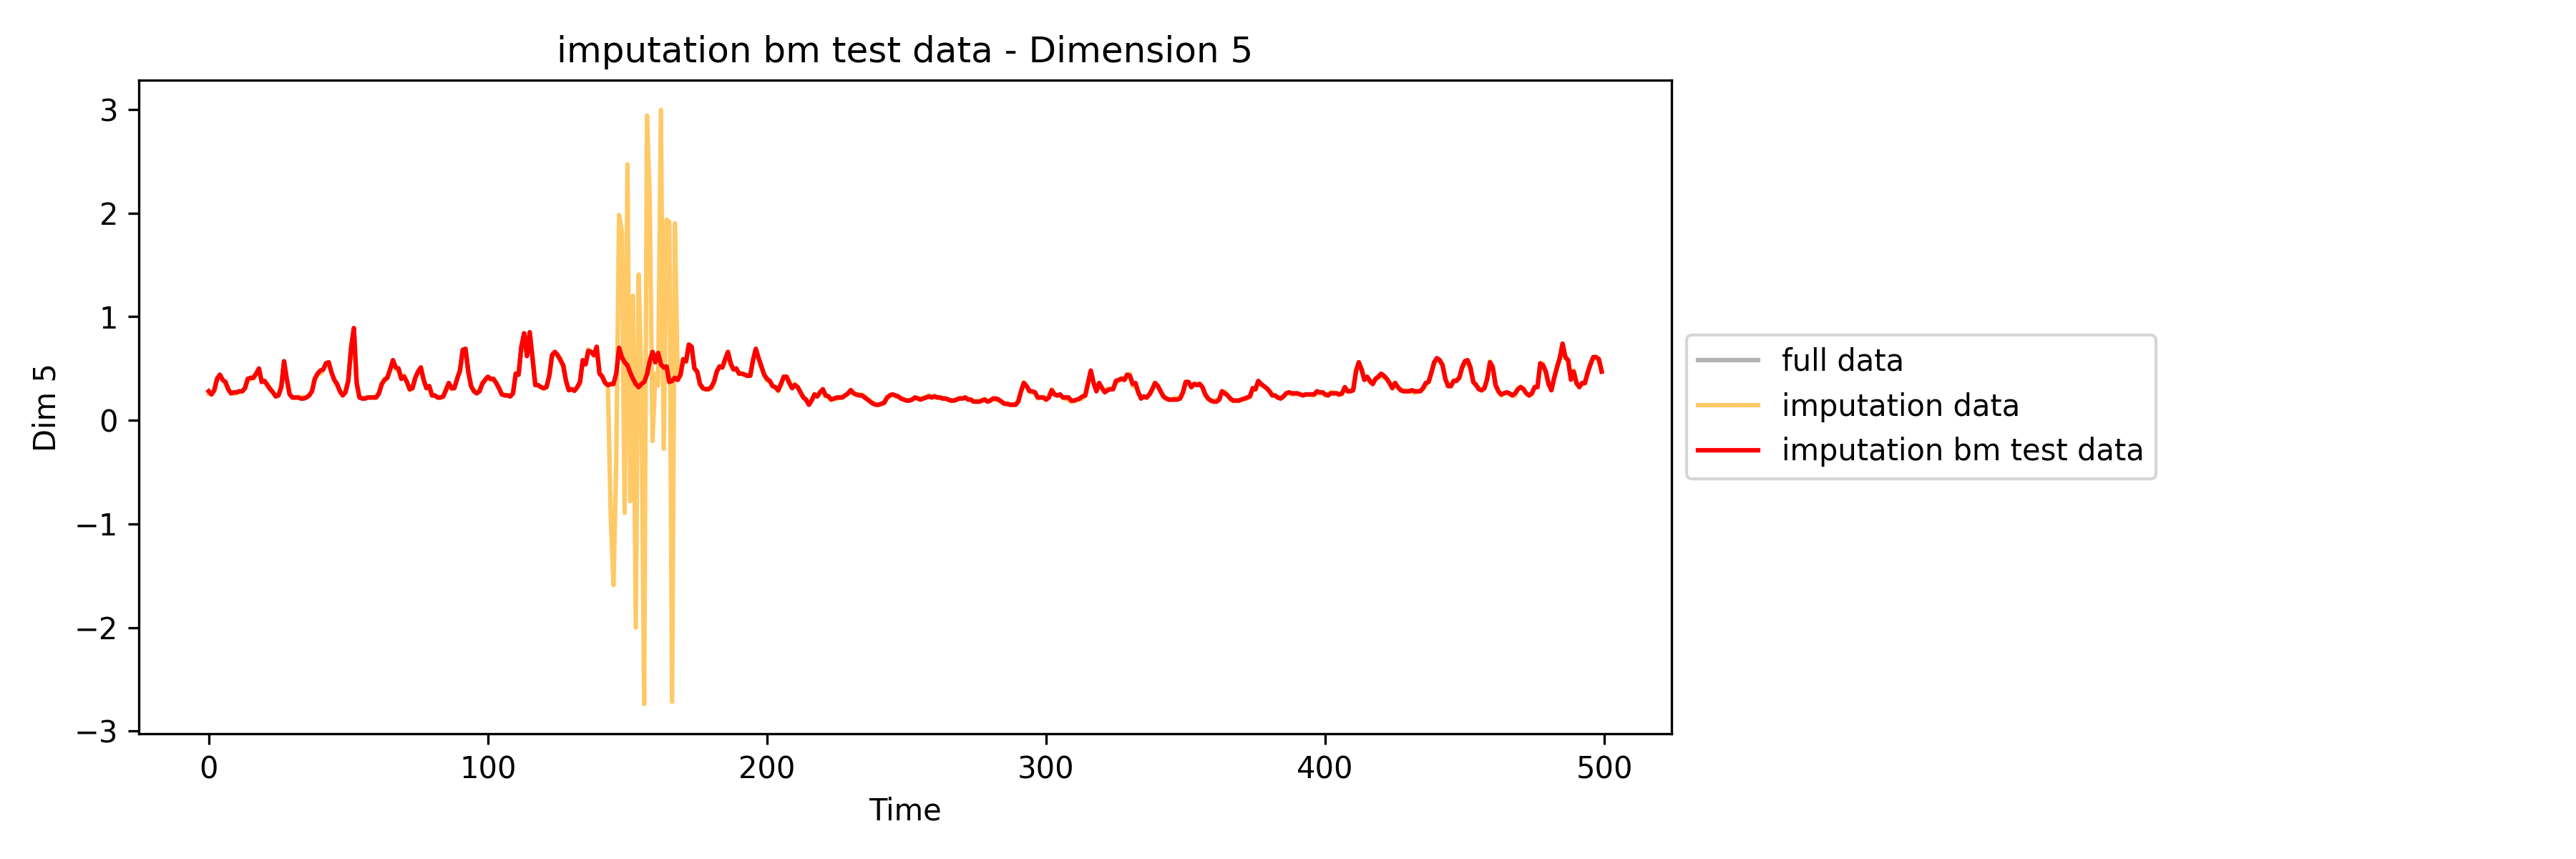 imputation bm test data - Dimension 5
3
2
1
0
−1
−2
−3
Dim 5
0 100 200 300 400 500
Time
full data
imputation data
imputation bm test data